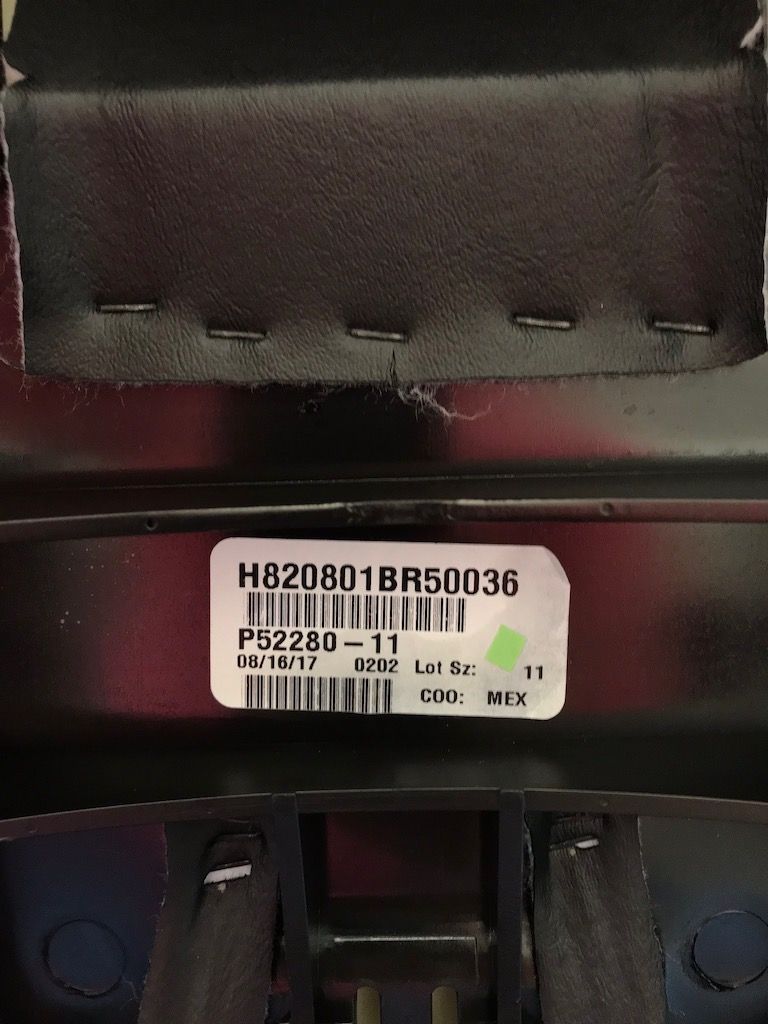 H820801BR50036
P52280-11
08/16/17 0202 Lot Sz: 11
COO: MEX